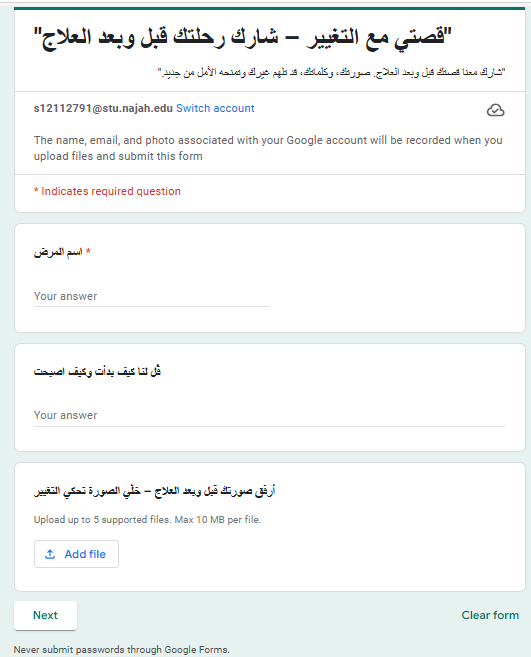 "قصتي مع التغيير – شارك رحلتك قبل وبعد العلاج"
"شارك معنا قصتك قبل وبعد العلاج. صورتك، وكلماتك، قد تلهم غيرك وتمنحه الأمل من جديد."
s12112791@stu.najah.edu Switch account
The name, email, and photo associated with your Google account will be recorded when you
upload files and submit this form
* Indicates required question
اسم المرض *
Your answer
قُل لنا كيف بدأت وكيف اصبحت
Your answer
أرفق صورتك قبل وبعد العلاج – خلّي الصورة تحكي التغيير
Upload up to 5 supported files. Max 10 MB per file.
Add file
Next
Clear form
Never submit passwords through Google Forms.